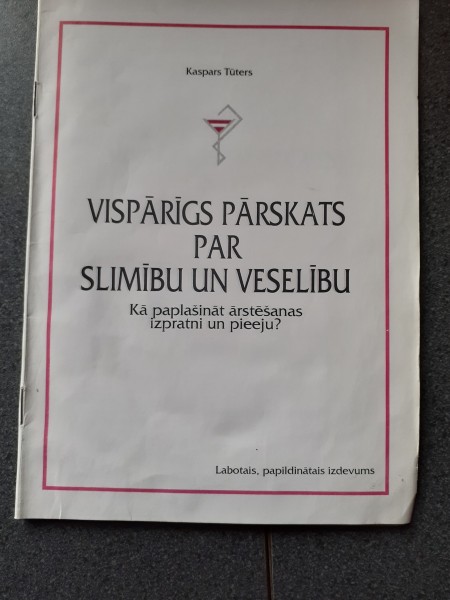 Kaspars Tūters
VISPĀRĪGS PĀRSKATS
PAR
SLIMĪBU UN VESELĪBU
Kā paplašināt ārstēšanas
izpratni un pieeju?
Labotais, papildinātais izdevums